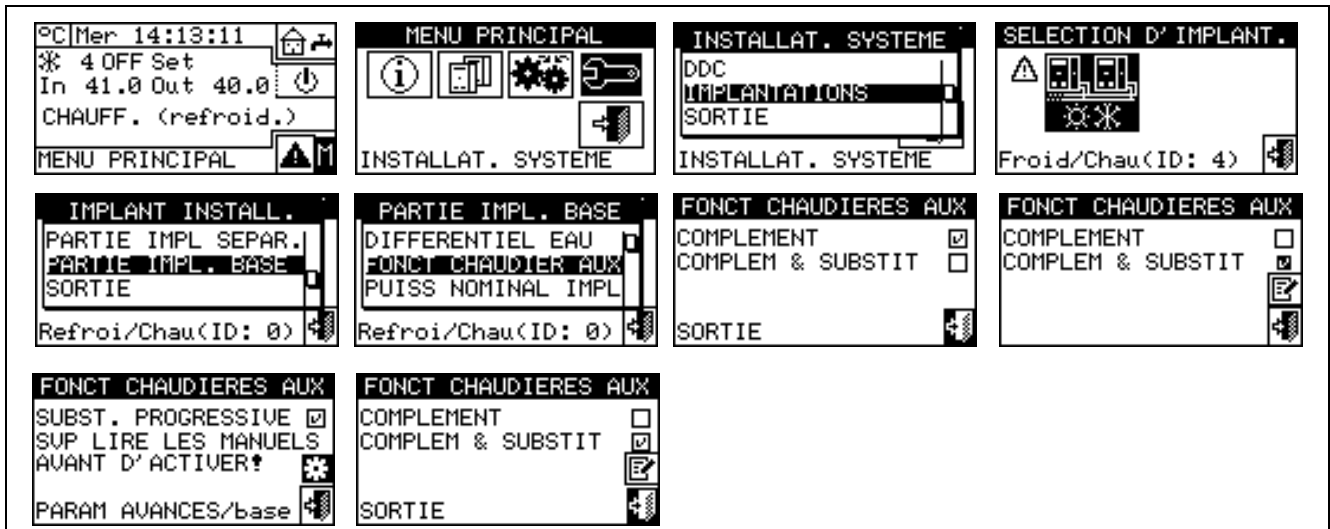 °C Mer 14:13:11
4 OFF Set
In 41.0 Out 40.0
CHAUFF. (refroid.)
MENU PRINCIPAL M
MENU PRINCIPAL
INSTALLAT. SYSTEME
INSTALLAT. SYSTEME
DDC
IMPLANTATIONS
SORTIE
INSTALLAT. SYSTEME
SELECTION D'IMPLANT.
Froid/Chau(ID: 4)
IMPLANT INSTALL.
PARTIE IMPL SEPAR.
PARTIE IMPL. BASE
SORTIE
Refroi/Chau(ID: 0)
PARTIE IMPL. BASE
DIFFERENTIEL EAU
FONCT CHAUDIER AUX
PUISS NOMINAL IMPL
Refroi/Chau(ID: 0)
FONCT CHAUDIERES AUX
COMPLEMENT
COMPLEM & SUBSTIT
SORTIE
FONCT CHAUDIERES AUX
COMPLEMENT
COMPLEM & SUBSTIT
FONCT CHAUDIERES AUX
SUBST. PROGRESSIVE
SVP LIRE LES MANUELS
AVANT D'ACTIVER!
PARAM AVANCES/base
FONCT CHAUDIERES AUX
COMPLEMENT
COMPLEM & SUBSTIT
SORTIE